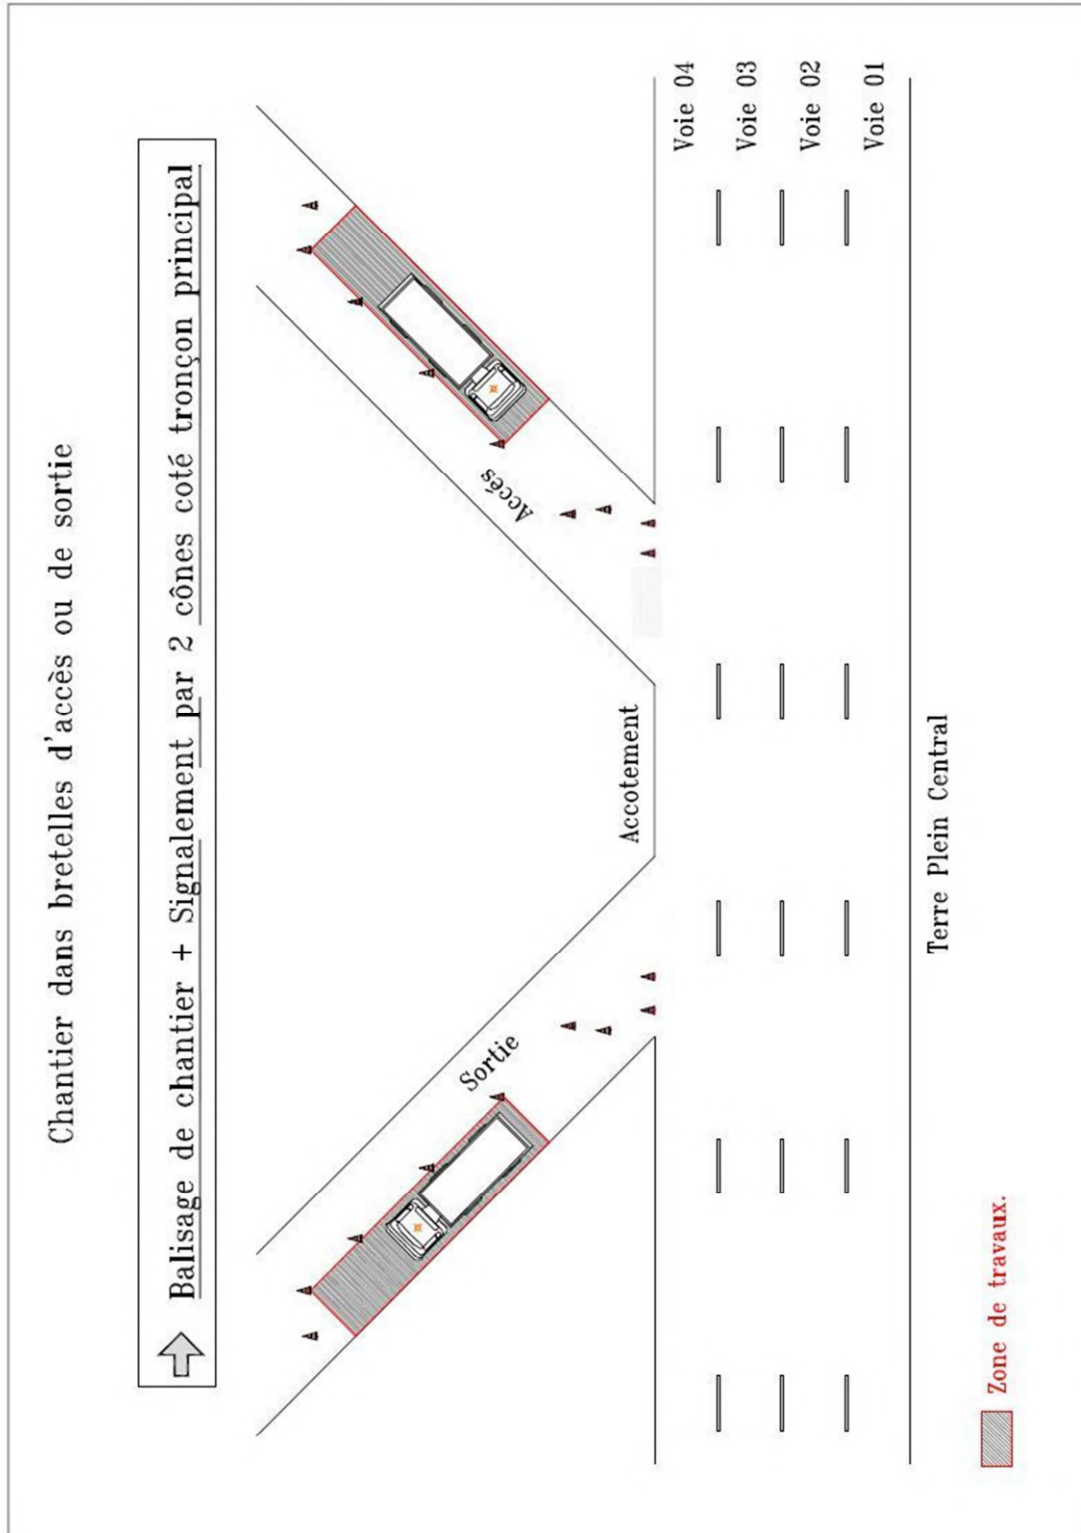 Chantier dans bretelles d'accès ou de sortie
Balisage de chantier + Signalement par 2 cônes coté tronçon principal
Sortie
Accés
Accotement
Voie 04
Voie 03
Voie 02
Voie 01
Terre Plein Central
Zone de travaux.